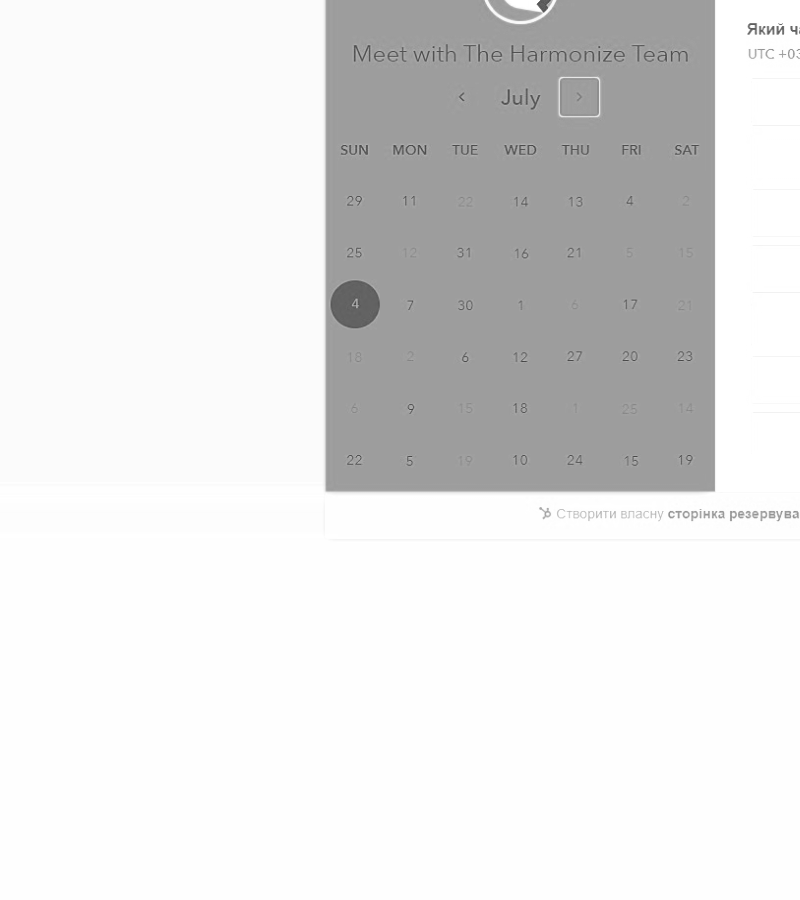 Meet with The Harmonize Team
July
SUN MON TUE WED THU FRI SAT
29 11 22 14 13 4 2
25 12 31 16 21 5 15
4 7 30 1 6 17 21
18 2 6 12 27 20 23
6 9 15 18 1 25 14
22 5 19 10 24 15 19
Який ча
UTC +03
Створити власну сторінка резервува